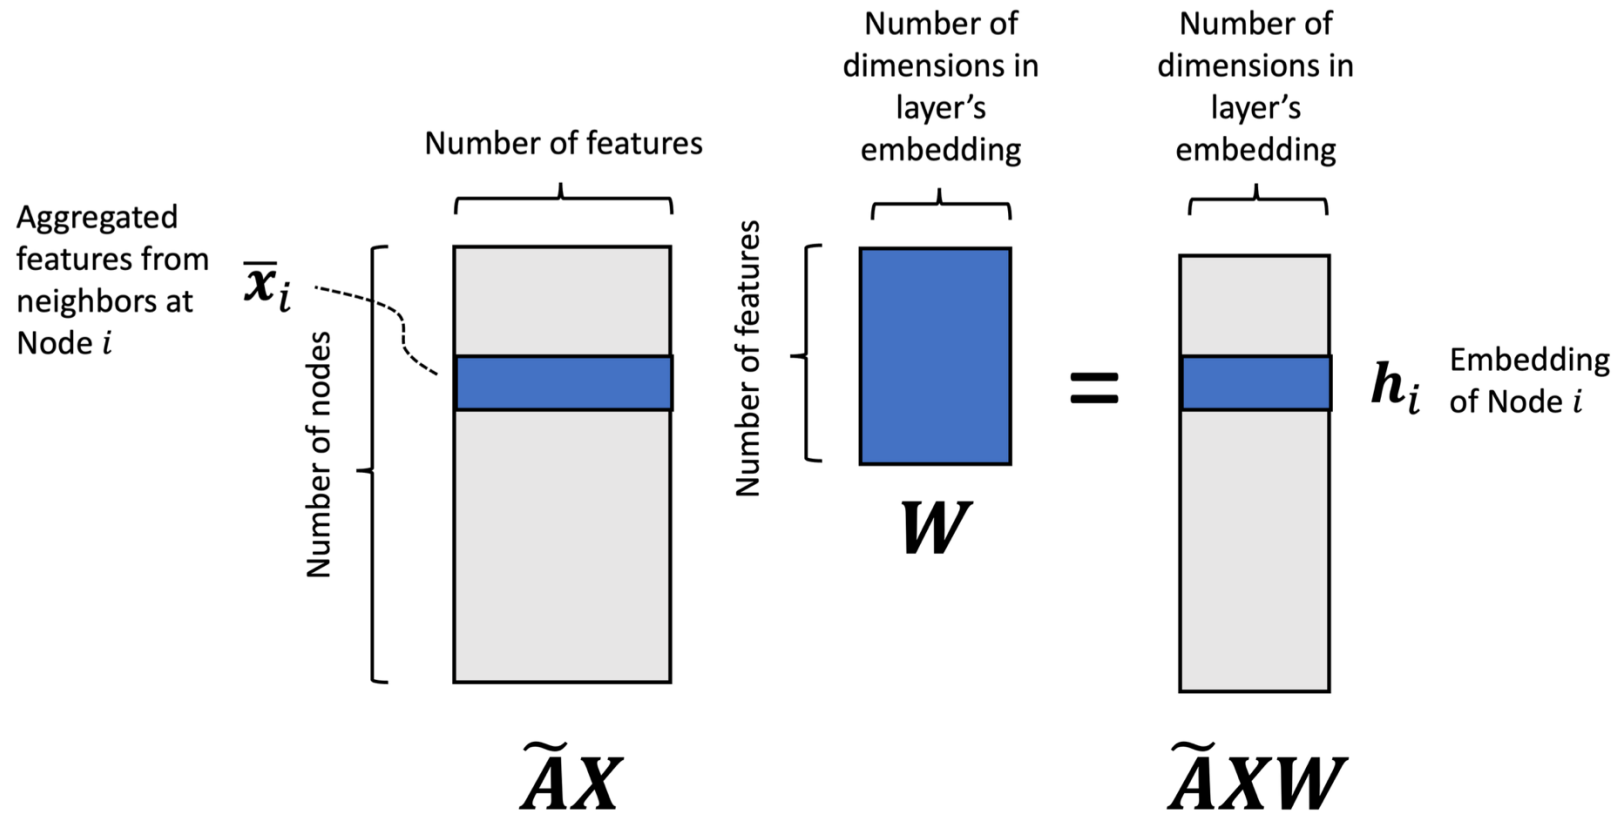 Number of
dimensions in
layer's
embedding
Number of
dimensions in
layer's
embedding
Number of features
Aggregated
features from
neighbors at
Node i
x̅ᵢ
Number of nodes
Number of features
=
hᵢ
Embedding
of Node i
W
ÃX
ÃXW